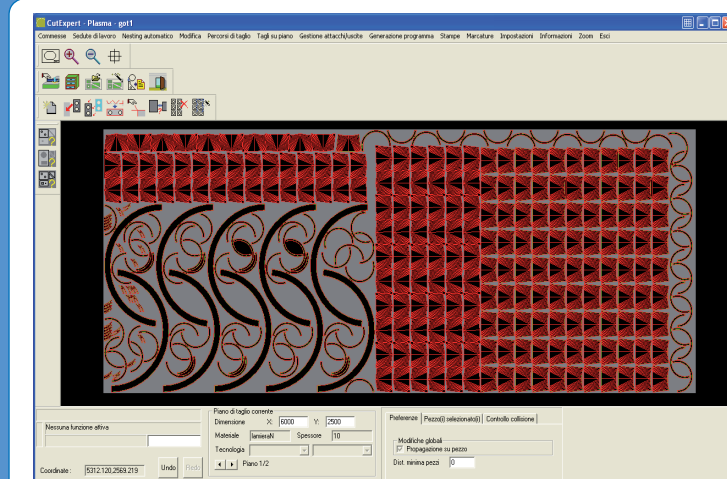 CutExpert - Plasma - got1
Commesse Sedute di lavoro Nesting automatico Modifica Percorsi di taglio Tagli su piano Gestione attacchi/uscite Generazione programma Stampe Marcature Impostazioni Informazioni Zoom Esci
Nessuna funzione attiva
Coordinate : 5312.120,2569.219 Undo Redo
Piano di taglio corrente
Dimensione X: 6000 Y: 2500
Materiale lamieraN Spessore 10
Tecnologia
Piano 1/2
Preferenze Pezzo(i) selezionato(i) Controllo collisione
Modifiche globali
Propagazione su pezzo
Dist. minima pezzi 0